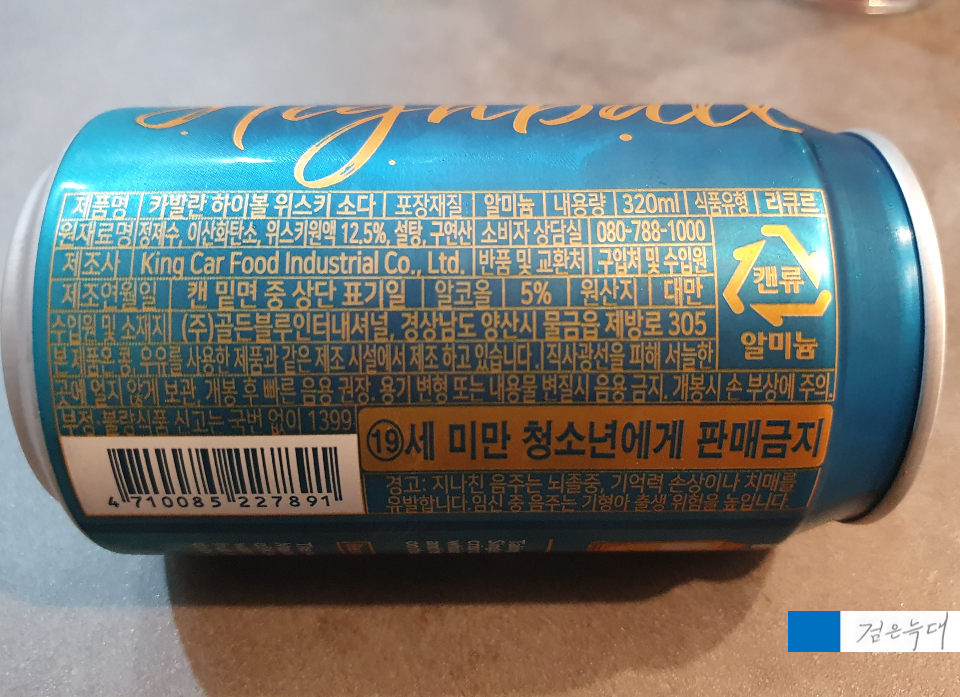 Highball
제품명 카발란 하이볼 위스키 소다 포장재질 알미늄 내용량 320ml 식품유형 리큐르
원재료명 정제수, 이산화탄소, 위스키원액 12.5%, 설탕, 구연산 소비자 상담실 080-788-1000
제조사 King Car Food Industrial Co., Ltd. 반품 및 교환처 구입처 및 수입원
제조연월일 캔 밑면 중 상단 표기일 알코올 5% 원산지 대만
수입원 및 소재지 (주)골든블루인터내셔널, 경상남도 양산시 물금읍 제방로 305
캔류
알미늄
본 제품은 콩, 우유를 사용한 제품과 같은 제조 시설에서 제조 하고 있습니다. 직사광선을 피해 서늘한
곳에 얼지 않게 보관, 개봉 후 빠른 음용 권장. 용기 변형 또는 내용물 변질시 음용 금지. 개봉시 손 부상에 주의.
부정, 불량식품 신고는 국번 없이 1399
19세 미만 청소년에게 판매금지
경고: 지나친 음주는 뇌졸중, 기억력 손상이나 치매를
유발합니다. 임신 중 음주는 기형아 출생 위험을 높입니다.
4 710085 227891
검은늑대